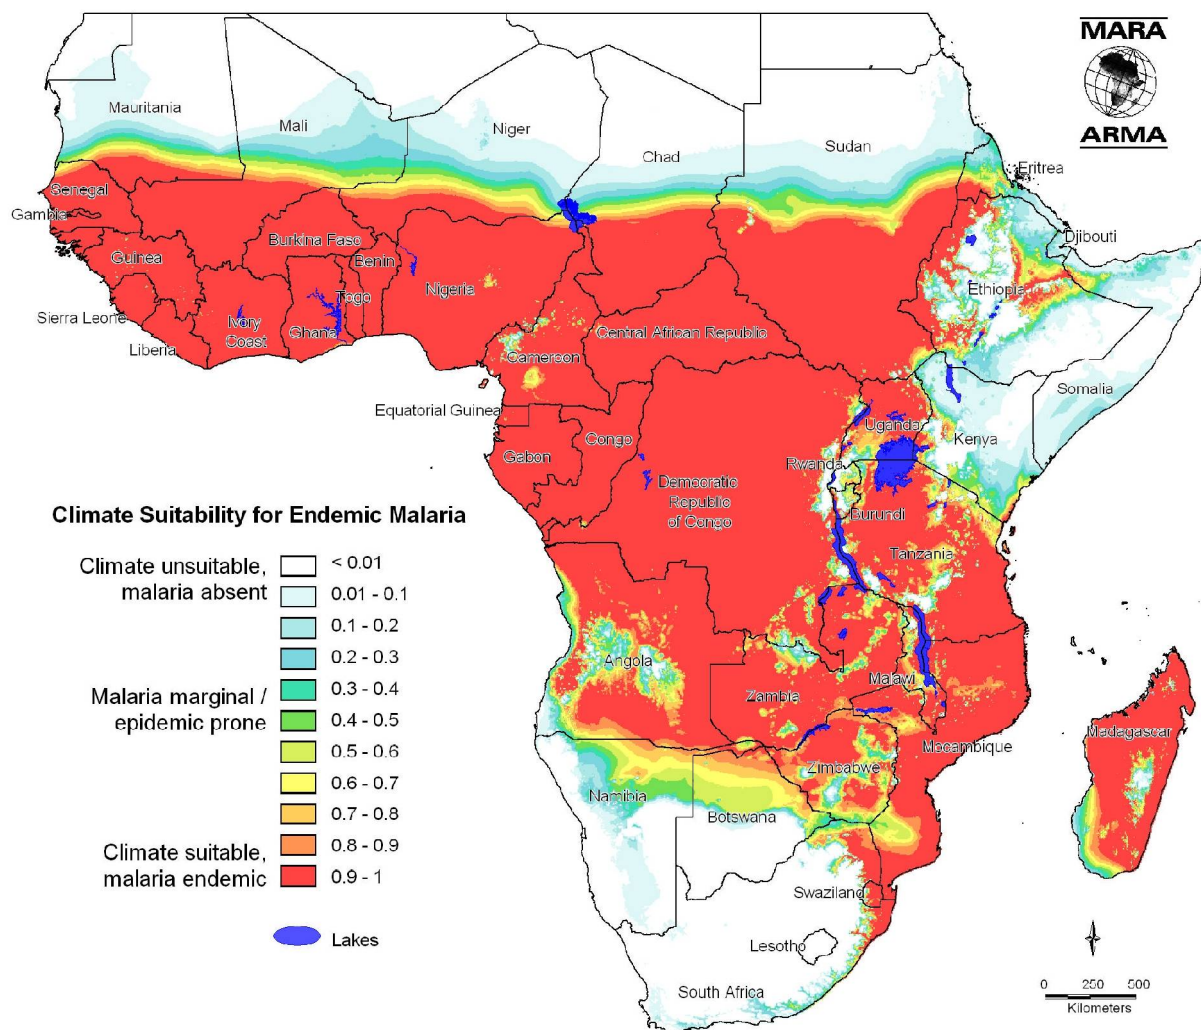 MARA
ARMA
Mauritania
Mali
Niger
Chad
Sudan
Eritrea
Senegal
Gambia
Burkina Faso
Djibouti
Guinea
Benin
Nigeria
Ethiopia
Togo
Sierra Leone
Ivory
Coast
Ghana
Central African Republic
Liberia
Cameroon
Somalia
Equatorial Guinea
Uganda
Kenya
Congo
Gabon
Rwanda
Democratic
Republic
of Congo
Burundi
Tanzania
Angola
Malawi
Zambia
Mocambique
Madagascar
Zimbabwe
Namibia
Botswana
Swaziland
Lesotho
South Africa
Climate Suitability for Endemic Malaria
Climate unsuitable,
malaria absent
Malaria marginal /
epidemic prone
Climate suitable,
malaria endemic
< 0.01
0.01 - 0.1
0.1 - 0.2
0.2 - 0.3
0.3 - 0.4
0.4 - 0.5
0.5 - 0.6
0.6 - 0.7
0.7 - 0.8
0.8 - 0.9
0.9 - 1
Lakes
0 250 500
Kilometers